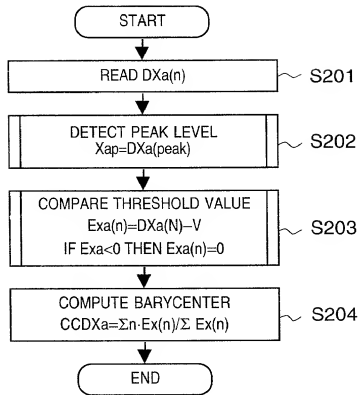 START
READ DXa(n)
S201
DETECT PEAK LEVEL
Xap=DXa(peak)
S202
COMPARE THRESHOLD VALUE
Exa(n)=DXa(N)−V
IF Exa<0 THEN Exa(n)=0
S203
COMPUTE BARYCENTER
CCDXa=Σn·Ex(n)/Σ Ex(n)
S204
END